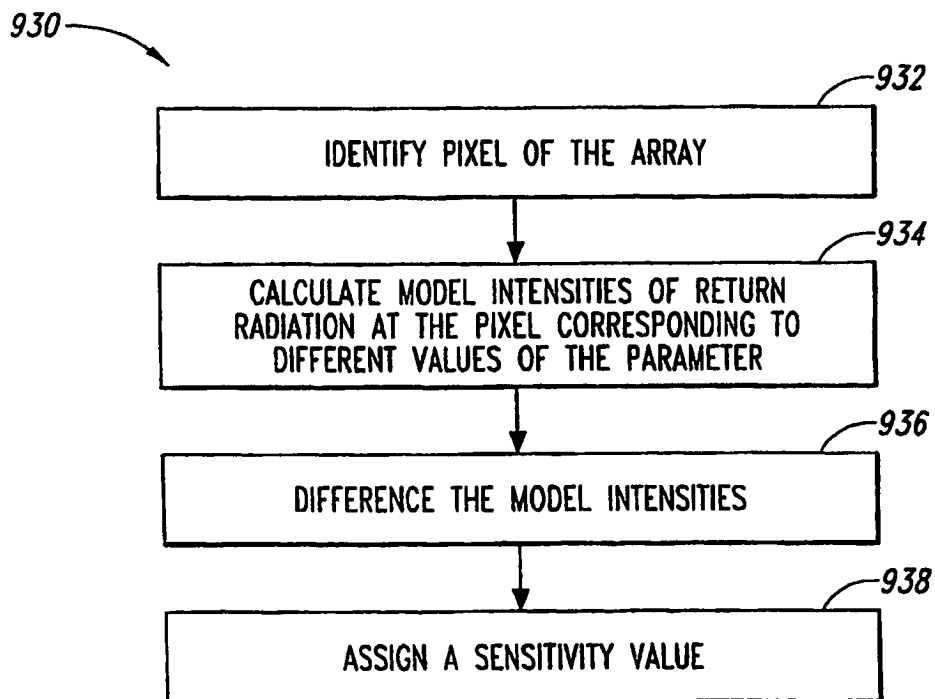 930
932
IDENTIFY PIXEL OF THE ARRAY
934
CALCULATE MODEL INTENSITIES OF RETURN
RADIATION AT THE PIXEL CORRESPONDING TO
DIFFERENT VALUES OF THE PARAMETER
936
DIFFERENCE THE MODEL INTENSITIES
938
ASSIGN A SENSITIVITY VALUE